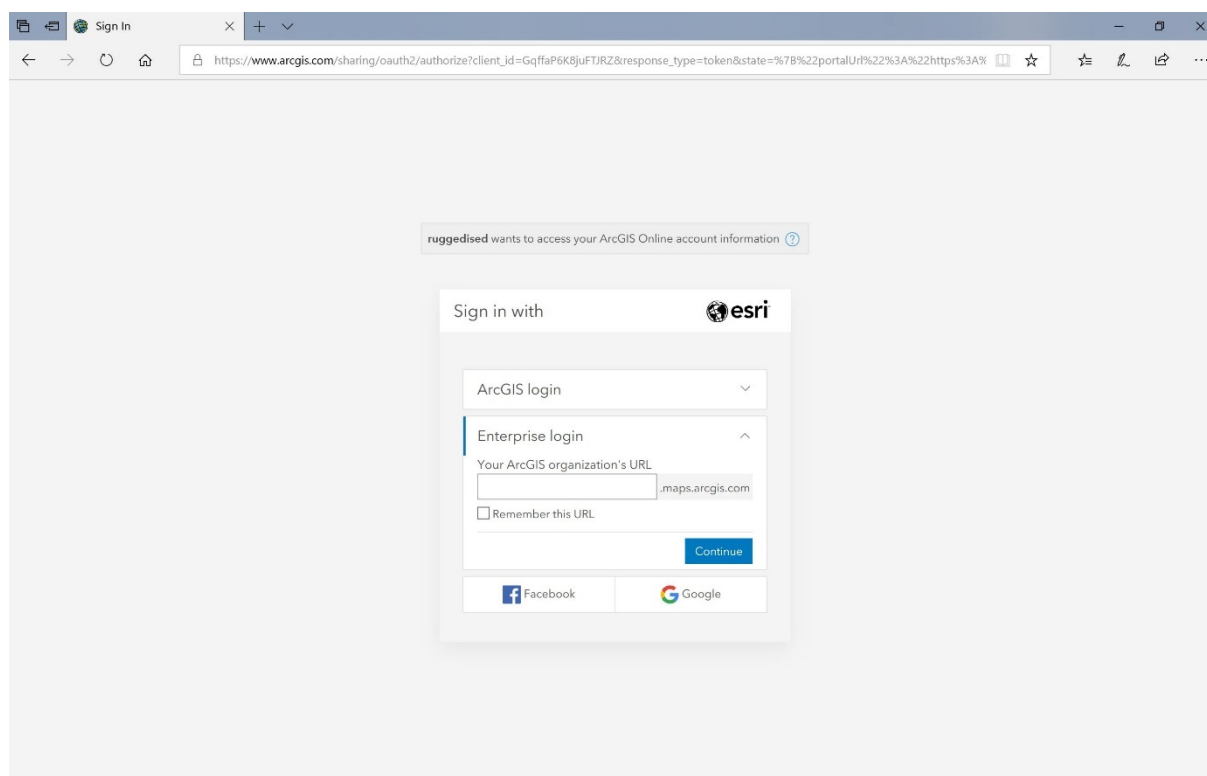 Sign In
https://www.arcgis.com/sharing/oauth2/authorize?client_id=GqffaP6K8juFTJRZ&response_type=token&state=%7B%22portalUrl%22%3A%22https%3A%
ruggedised wants to access your ArcGIS Online account information ?
Sign in with esri
ArcGIS login
Enterprise login
Your ArcGIS organization's URL
.maps.arcgis.com
Remember this URL
Continue
Facebook Google